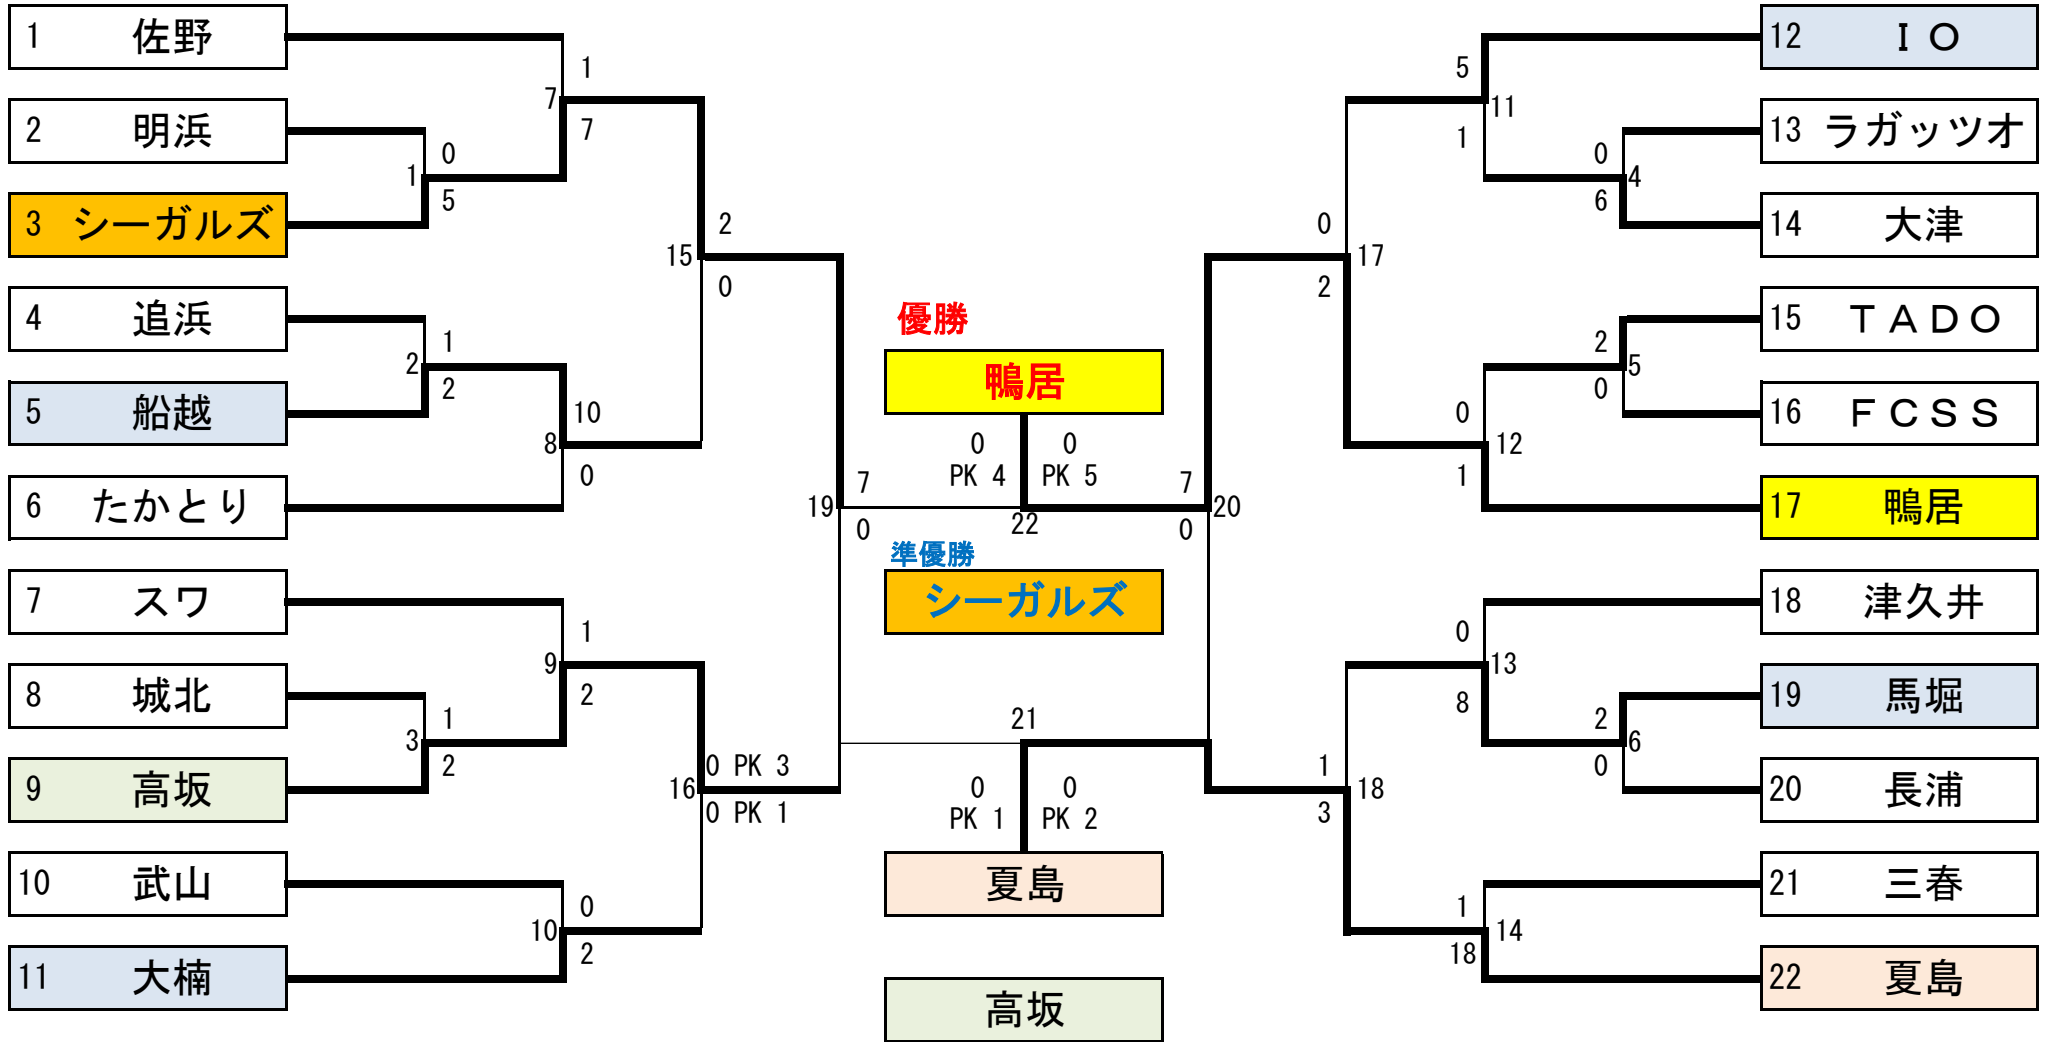 1 佐野
2 明浜
3 シーガルズ
4 追浜
5 船越
6 たかとり
7 スワ
8 城北
9 高坂
10 武山
11 大楠
0
1
5
1
2
2
1
3
2
1
7
7
10
8
0
1
9
2
0
10
2
2
15
0
0 PK 3
16
0 PK 1
7
19
0
優勝
鴨居
0 0
PK 4 PK 5
22
準優勝
シーガルズ
21
0 0
PK 1 PK 2
夏島
高坂
7
20
0
0
17
2
1
18
3
5
11
1
0
12
1
0
13
8
1
14
18
0
4
6
2
5
0
2
6
0
12 ＩＯ
13 ラガッツオ
14 大津
15 ＴＡＤＯ
16 ＦＣＳＳ
17 鴨居
18 津久井
19 馬堀
20 長浦
21 三春
22 夏島